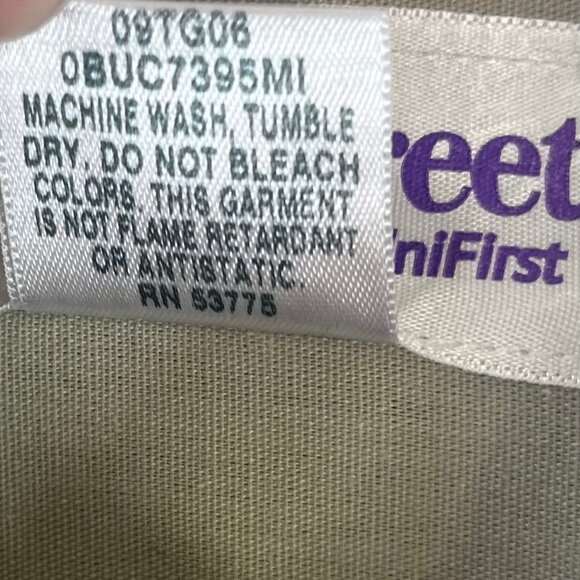 09TG06
0BUC7395MI
MACHINE WASH, TUMBLE
DRY. DO NOT BLEACH
COLORS. THIS GARMENT
IS NOT FLAME RETARDANT
OR ANTISTATIC.
RN 53775
reet
niFirst